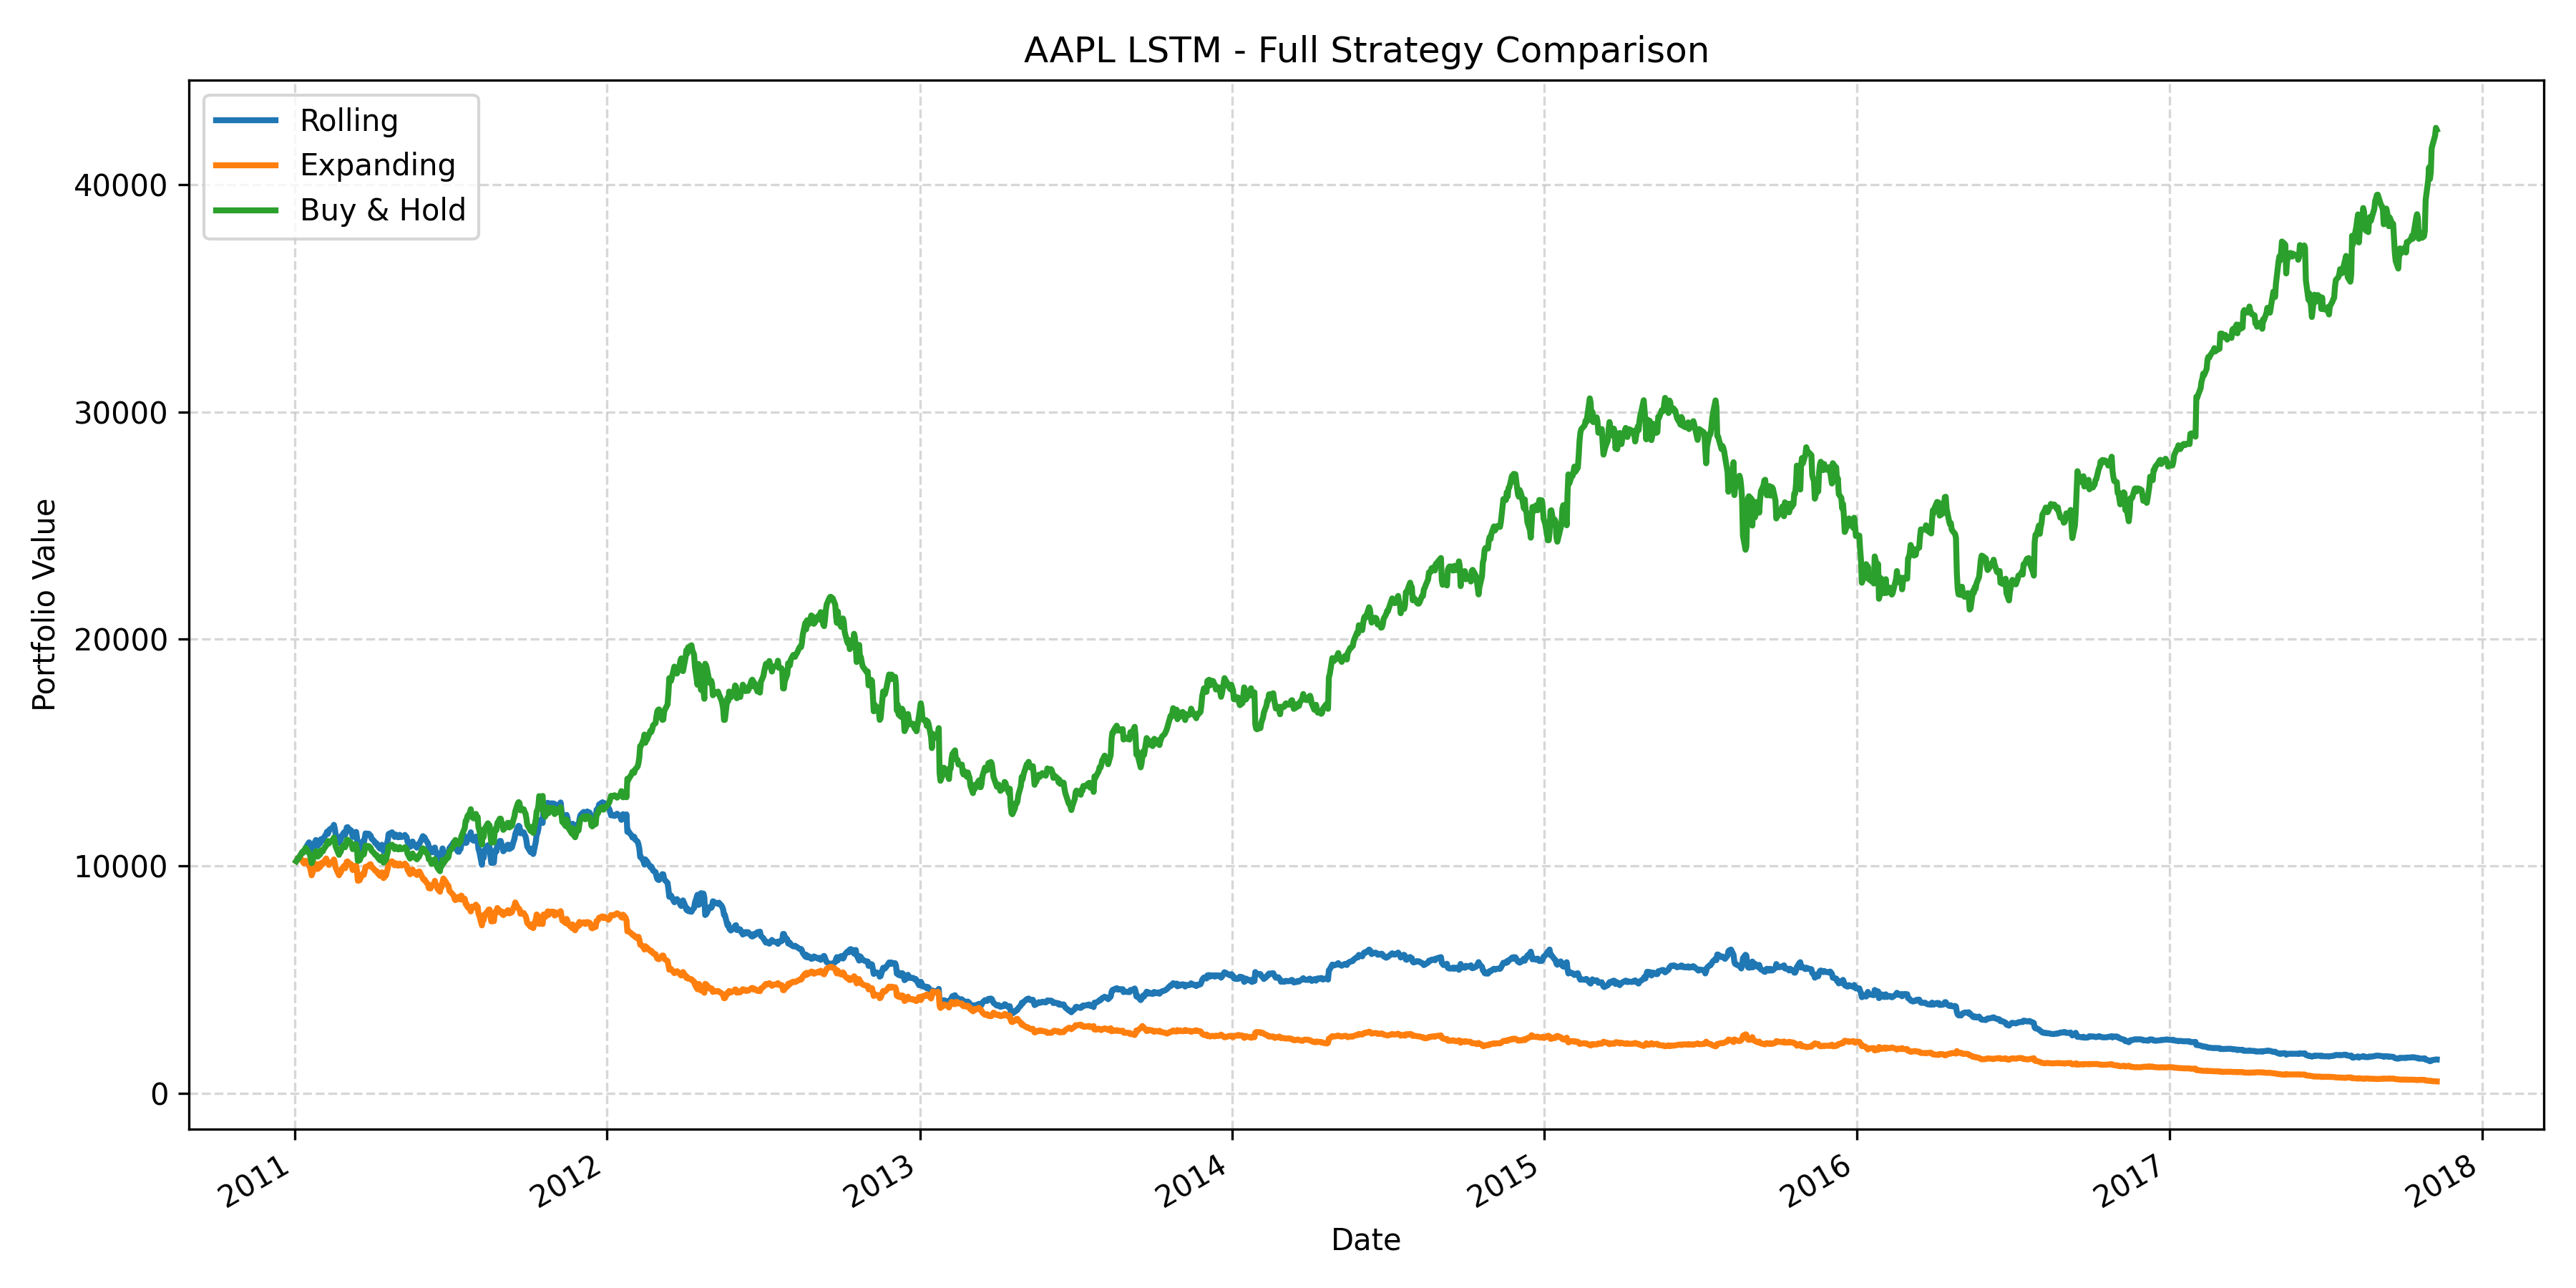 AAPL LSTM - Full Strategy Comparison
Rolling
Expanding
Buy & Hold
Portfolio Value
40000
30000
20000
10000
0
2011
2012
2013
2014
2015
2016
2017
2018
Date